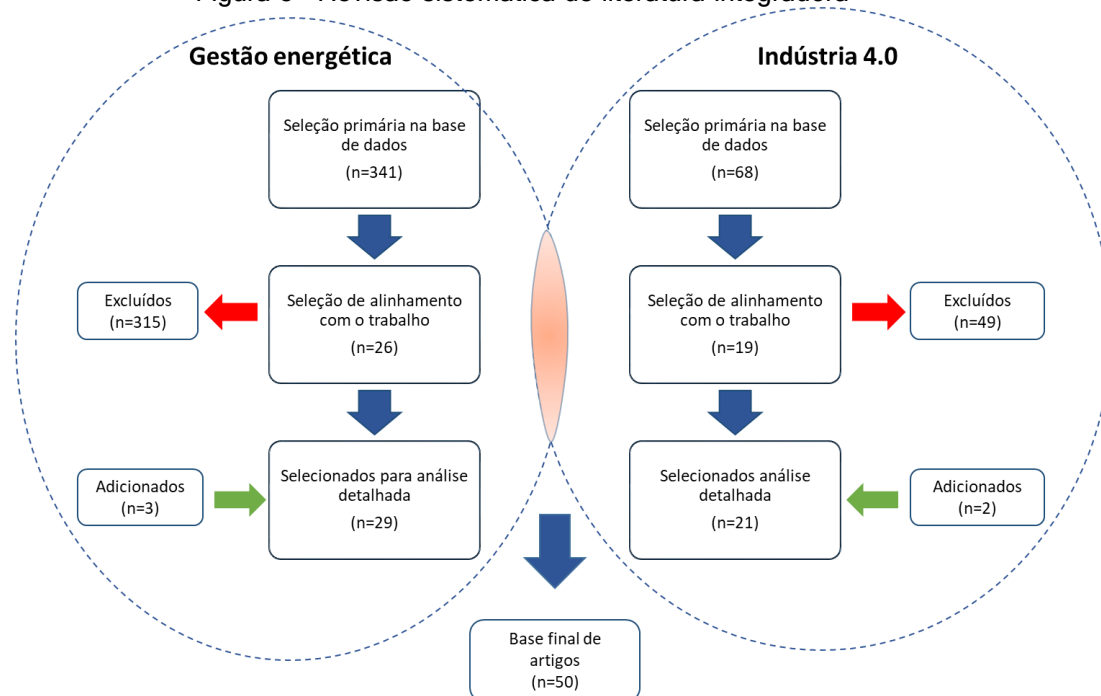 Gestão energética
Indústria 4.0
Seleção primária na base
de dados
(n=341)
Seleção primária na base
de dados
(n=68)
Excluídos
(n=315)
Seleção de alinhamento
com o trabalho
(n=26)
Seleção de alinhamento
com o trabalho
(n=19)
Excluídos
(n=49)
Adicionados
(n=3)
Selecionados para análise
detalhada
(n=29)
Selecionados análise
detalhada
(n=21)
Adicionados
(n=2)
Base final de
artigos
(n=50)